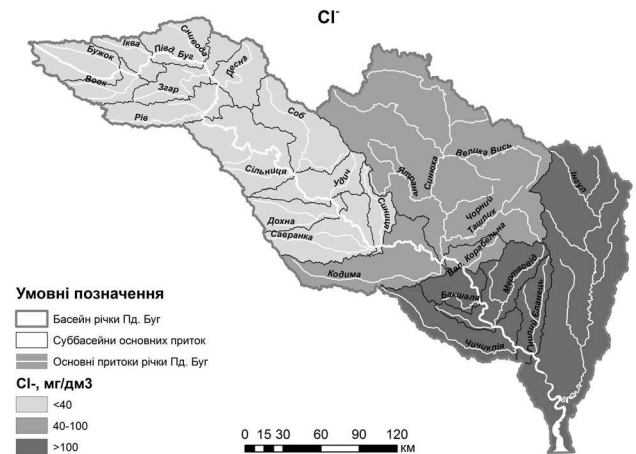 Cl⁻
Іква
Снивода
Бужок
Півд. Буг
Десна
Вовк
Згар
Рів
Соб
Сільниця
Удич
Синиця
Ятрань
Синюха
Велика Вись
Інгул
Чорний
Ташлик
Дохна
Савранка
Вел. Корабельна
Кодима
Мертвовід
Бакшала
Гнилий Єланець
Чичиклія
Умовні позначення
Басейн річки Пд. Буг
Суббасейни основних приток
Основні притоки річки Пд. Буг
Cl-, мг/дм3
<40
40-100
>100
0 15 30 60 90 120
км